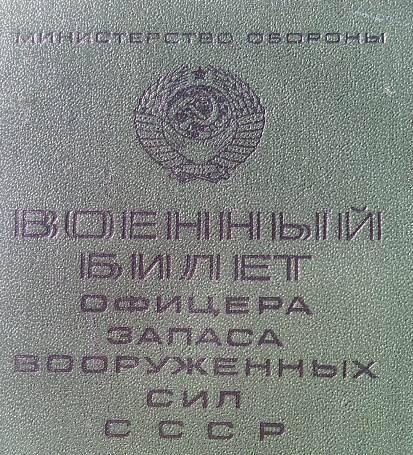 МИНИСТЕРСТВО ОБОРОНЫ
ВОЕННЫЙ
БИЛЕТ
ОФИЦЕРА
ЗАПАСА
ВООРУЖЕННЫХ
СИЛ
СССР